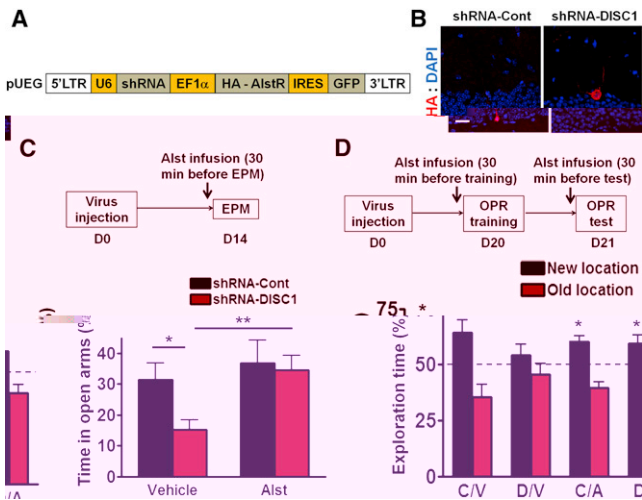 A
B
shRNA-Cont shRNA-DISC1
HA : DAPI
pUEG 5'LTR U6 shRNA EF1α HA - AlstR IRES GFP 3'LTR
C
Alst infusion (30
min before EPM)
Virus
injection
EPM
D0 D14
D
Alst infusion (30
min before training)
Alst infusion (30
min before test)
Virus
injection
OPR
training
OPR
test
D0 D20 D21
shRNA-Cont
shRNA-DISC1
Time in open arms (%
40
30
20
10
0
*
**
Vehicle Alst
New location
Old location
75
*
Exploration time (%
50
25
0
* *
C/V D/V C/A D
/A